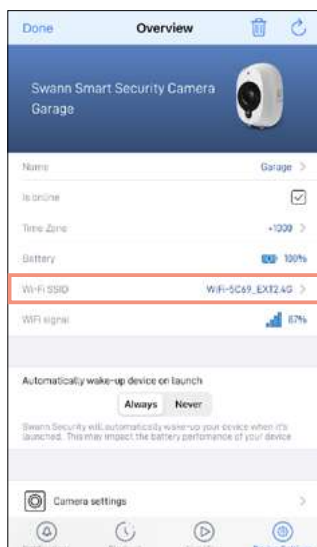 Done Overview
Swann Smart Security Camera
Garage
Name Garage
Is online
Time Zone +1000
Battery 100%
Wi-Fi SSID WiFi-5C69_EXT2.4G
WiFi signal 87%
Automatically wake-up device on launch
Always Never
Swann Security will automatically wake-up your device when it's
launched. This may impact the battery performance of your device
Camera settings